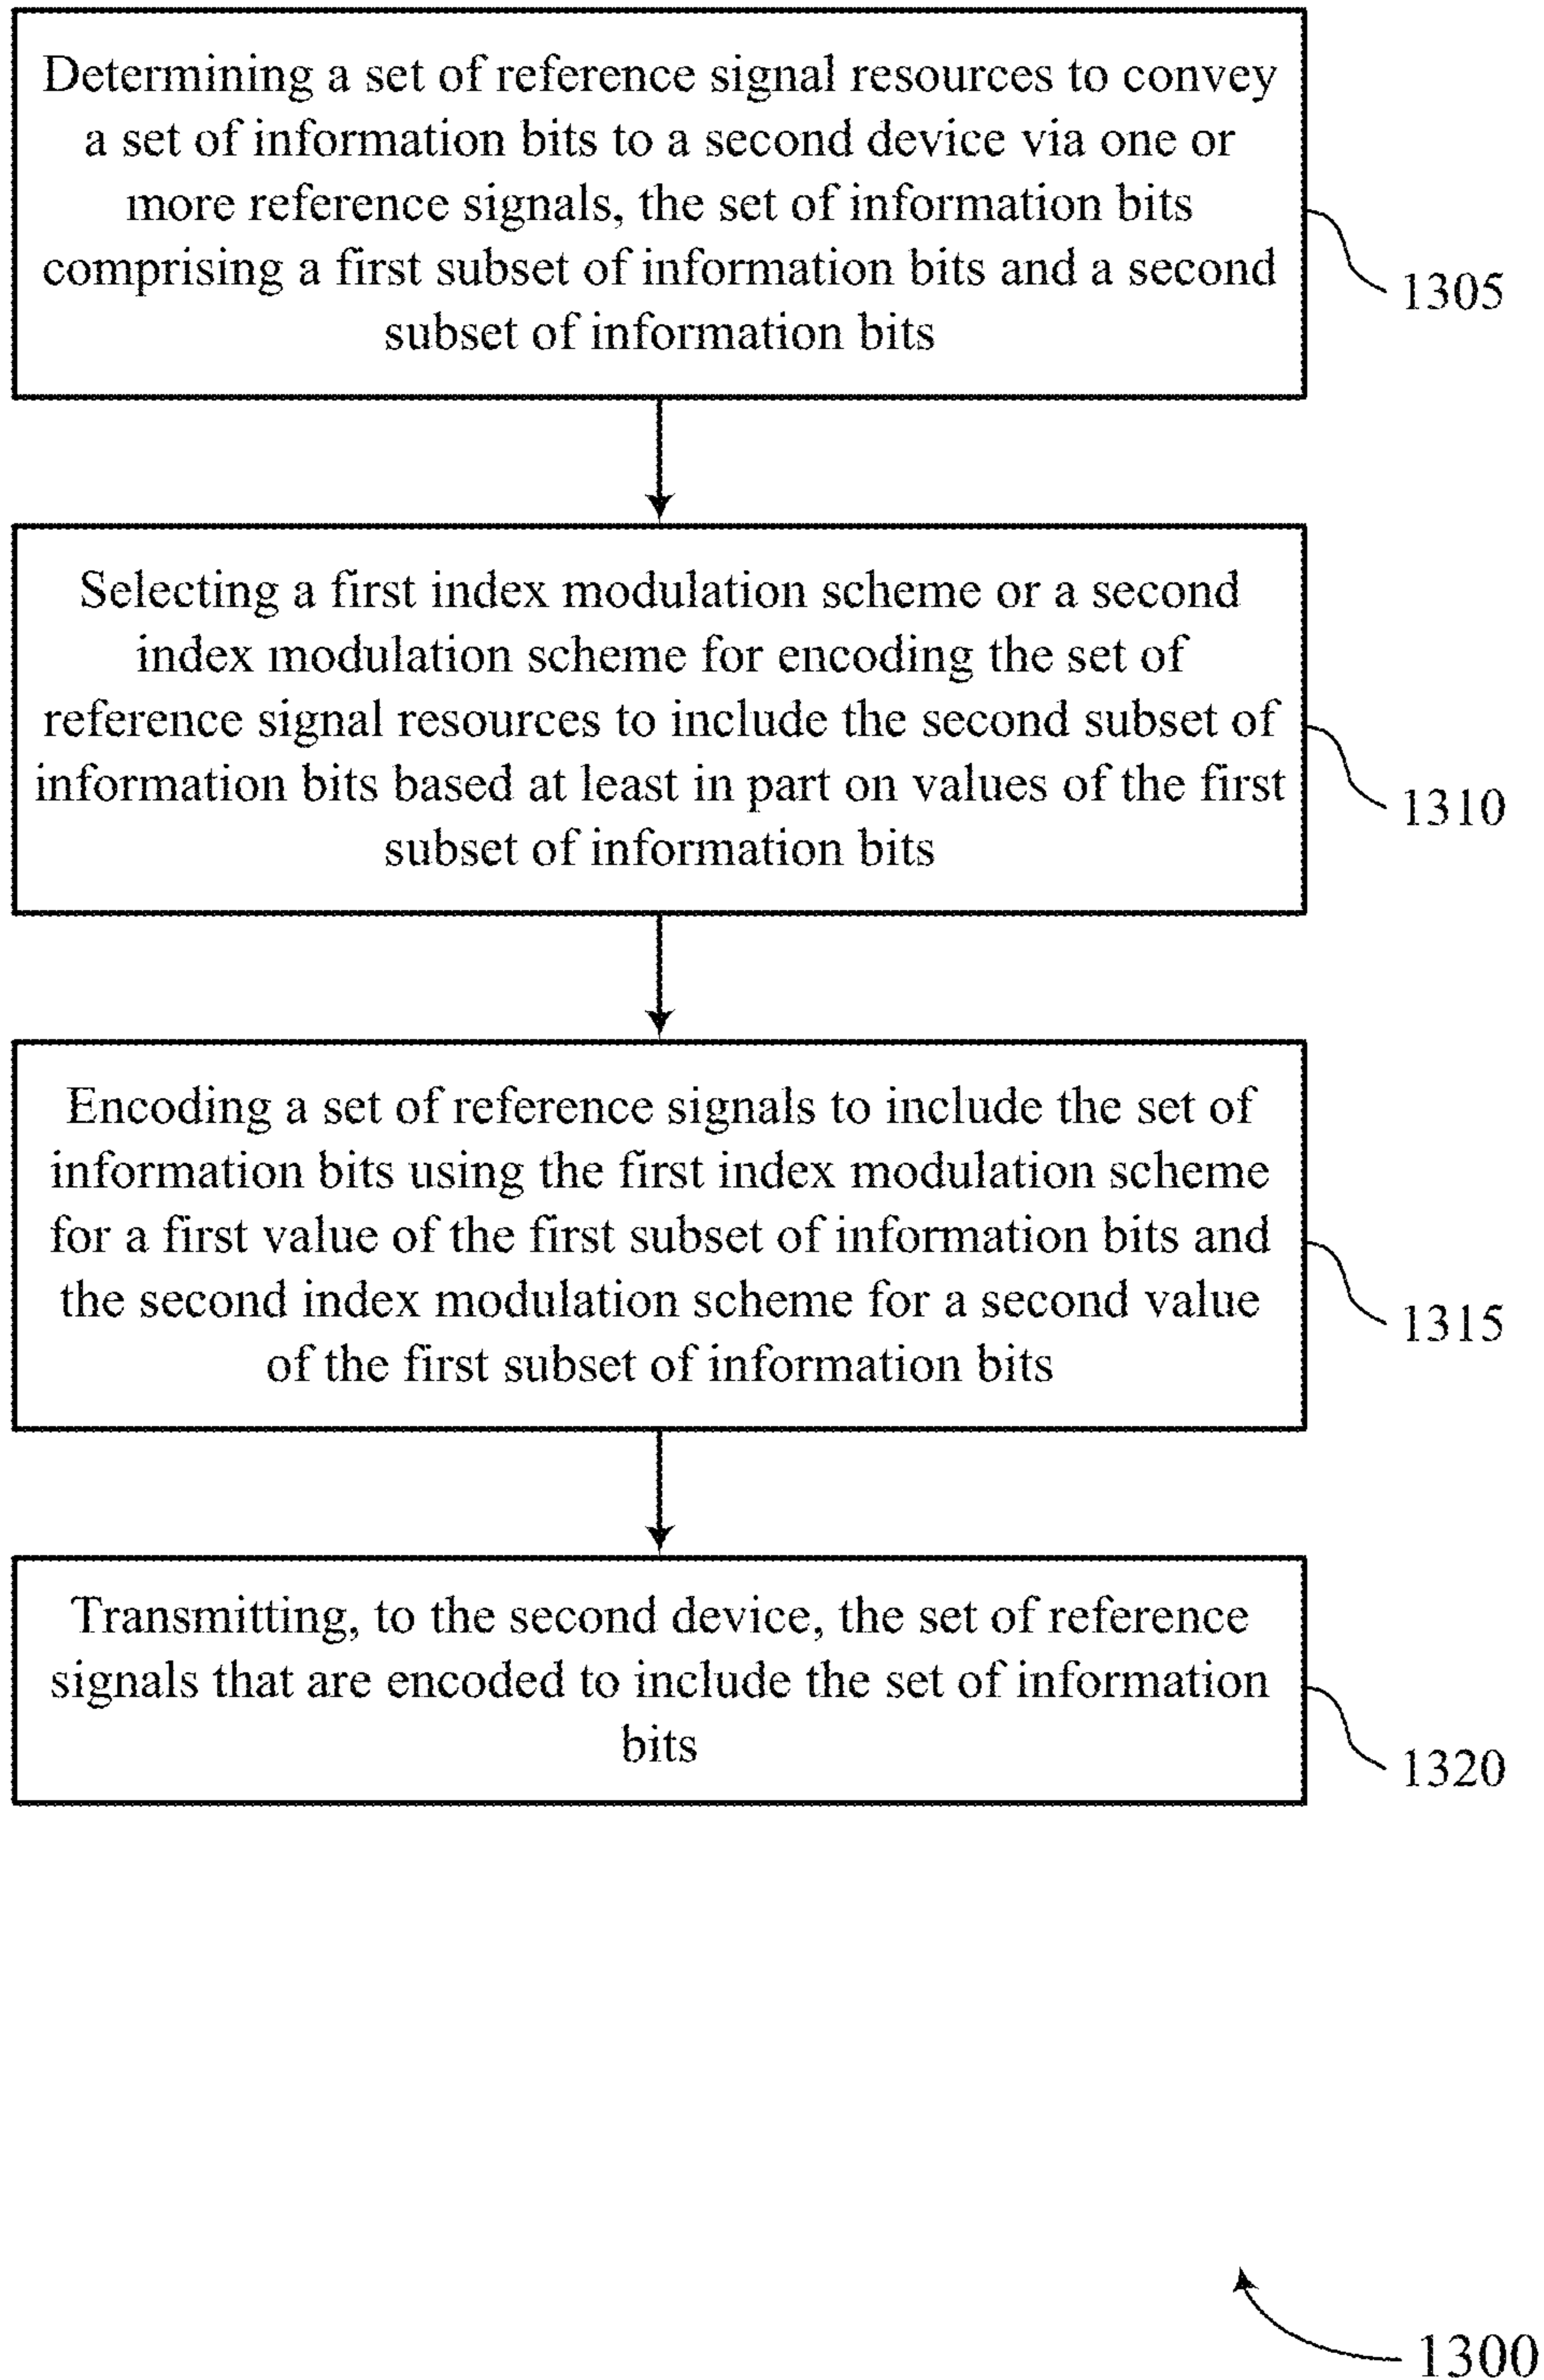 Determining a set of reference signal resources to convey
a set of information bits to a second device via one or
more reference signals, the set of information bits
comprising a first subset of information bits and a second
subset of information bits
1305
Selecting a first index modulation scheme or a second
index modulation scheme for encoding the set of
reference signal resources to include the second subset of
information bits based at least in part on values of the first
subset of information bits
1310
Encoding a set of reference signals to include the set of
information bits using the first index modulation scheme
for a first value of the first subset of information bits and
the second index modulation scheme for a second value
of the first subset of information bits
1315
Transmitting, to the second device, the set of reference
signals that are encoded to include the set of information
bits
1320
1300